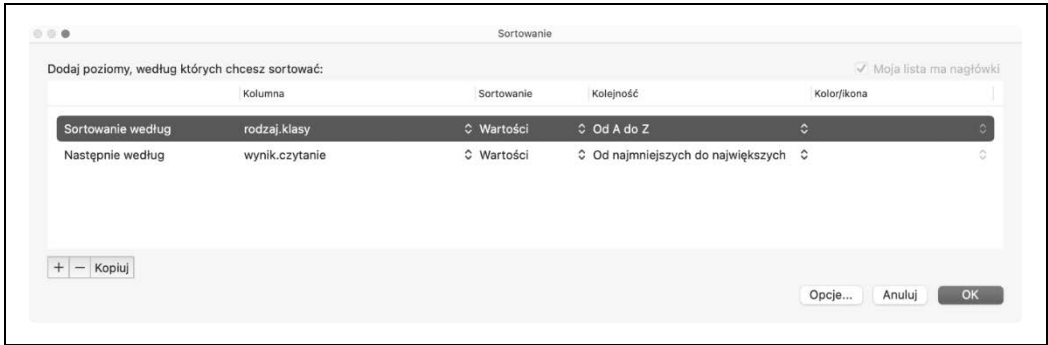 Sortowanie
Dodaj poziomy, według których chcesz sortować: Moja lista ma nagłówki
Kolumna Sortowanie Kolejność Kolor/ikona
Sortowanie według rodzaj.klasy Wartości Od A do Z
Następnie według wynik.czytanie Wartości Od najmniejszych do największych
+ − Kopiuj
Opcje... Anuluj OK